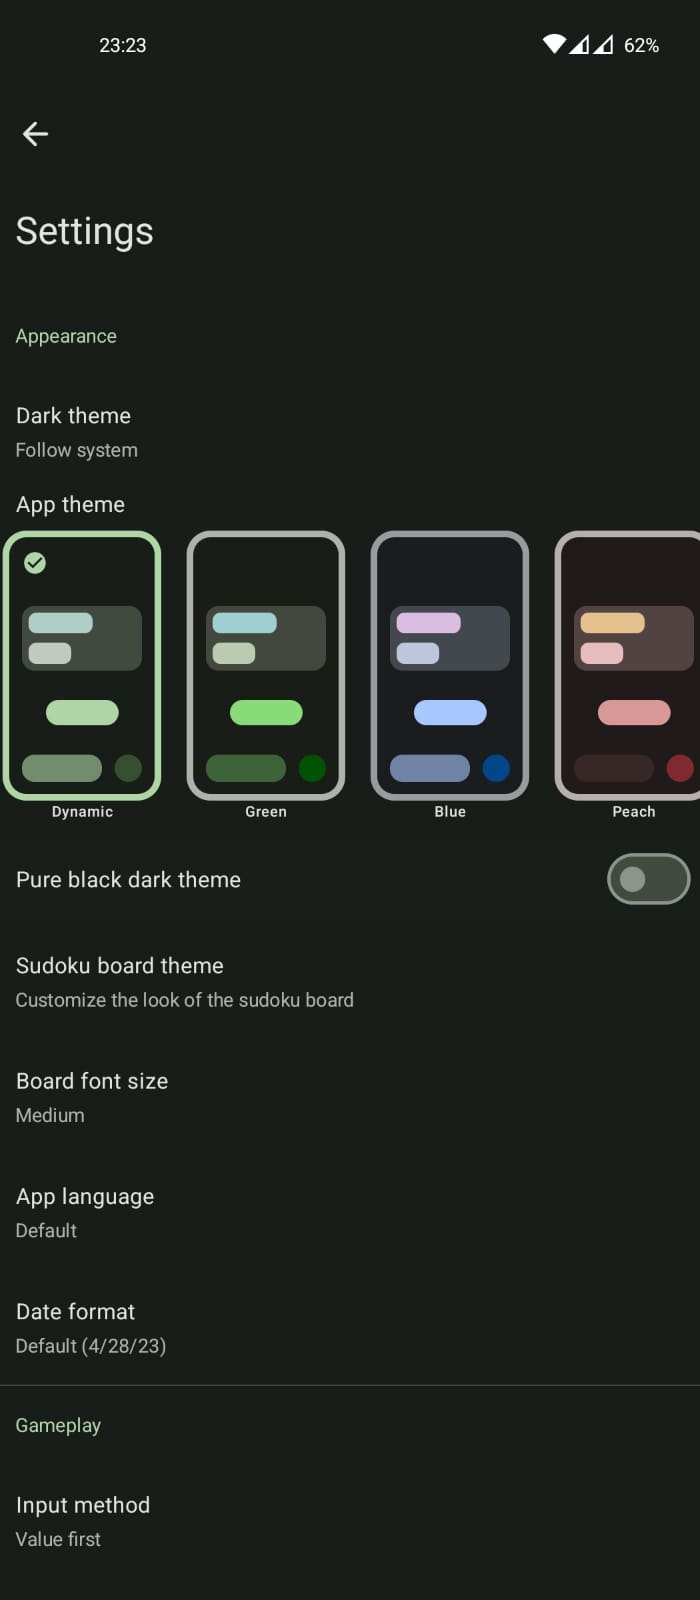 23:23
62%
Settings
Appearance
Dark theme
Follow system
App theme
Dynamic
Green
Blue
Peach
Pure black dark theme
Sudoku board theme
Customize the look of the sudoku board
Board font size
Medium
App language
Default
Date format
Default (4/28/23)
Gameplay
Input method
Value first